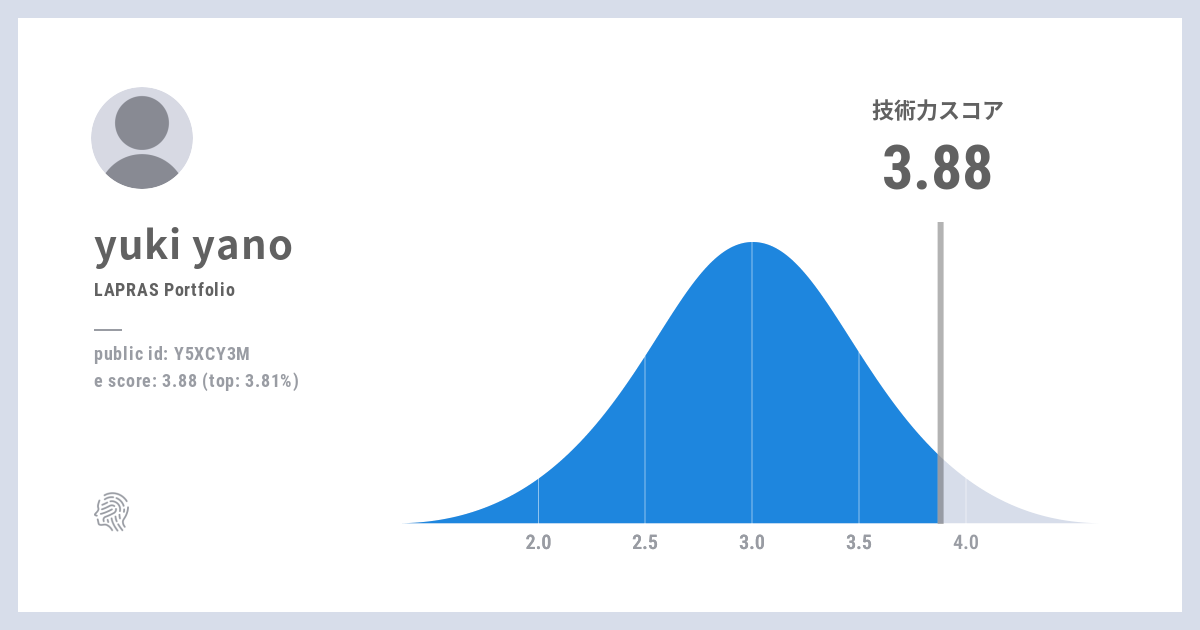 yuki yano
LAPRAS Portfolio
public id: Y5XCY3M
e score: 3.88 (top: 3.81%)
技術力スコア
3.88
2.0
2.5
3.0
3.5
4.0